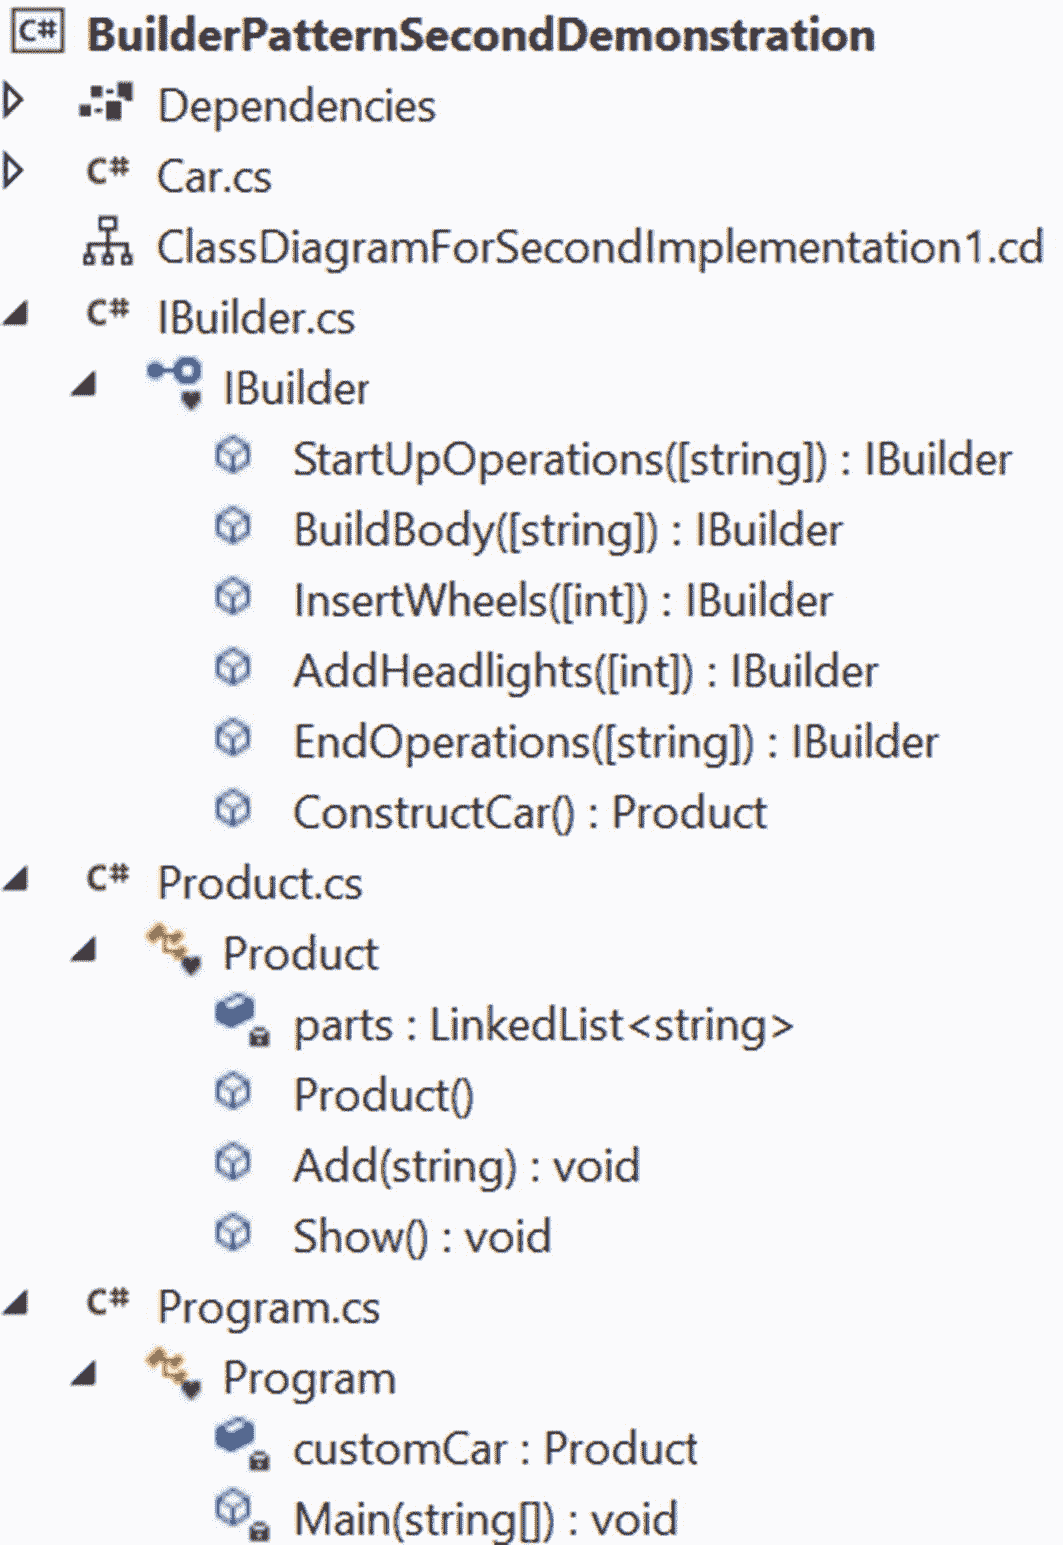 C# BuilderPatternSecondDemonstration
Dependencies
C# Car.cs
ClassDiagramForSecondImplementation1.cd
C# IBuilder.cs
IBuilder
StartUpOperations([string]) : IBuilder
BuildBody([string]) : IBuilder
InsertWheels([int]) : IBuilder
AddHeadlights([int]) : IBuilder
EndOperations([string]) : IBuilder
ConstructCar() : Product
C# Product.cs
Product
parts : LinkedList<string>
Product()
Add(string) : void
Show() : void
C# Program.cs
Program
customCar : Product
Main(string[]) : void